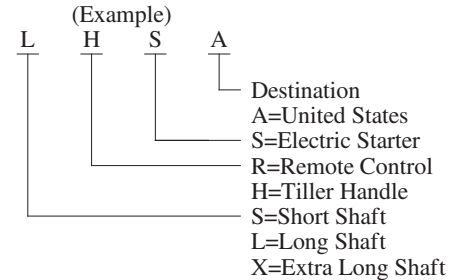 (Example)
L H S A
Destination
A=United States
S=Electric Starter
R=Remote Control
H=Tiller Handle
S=Short Shaft
L=Long Shaft
X=Extra Long Shaft